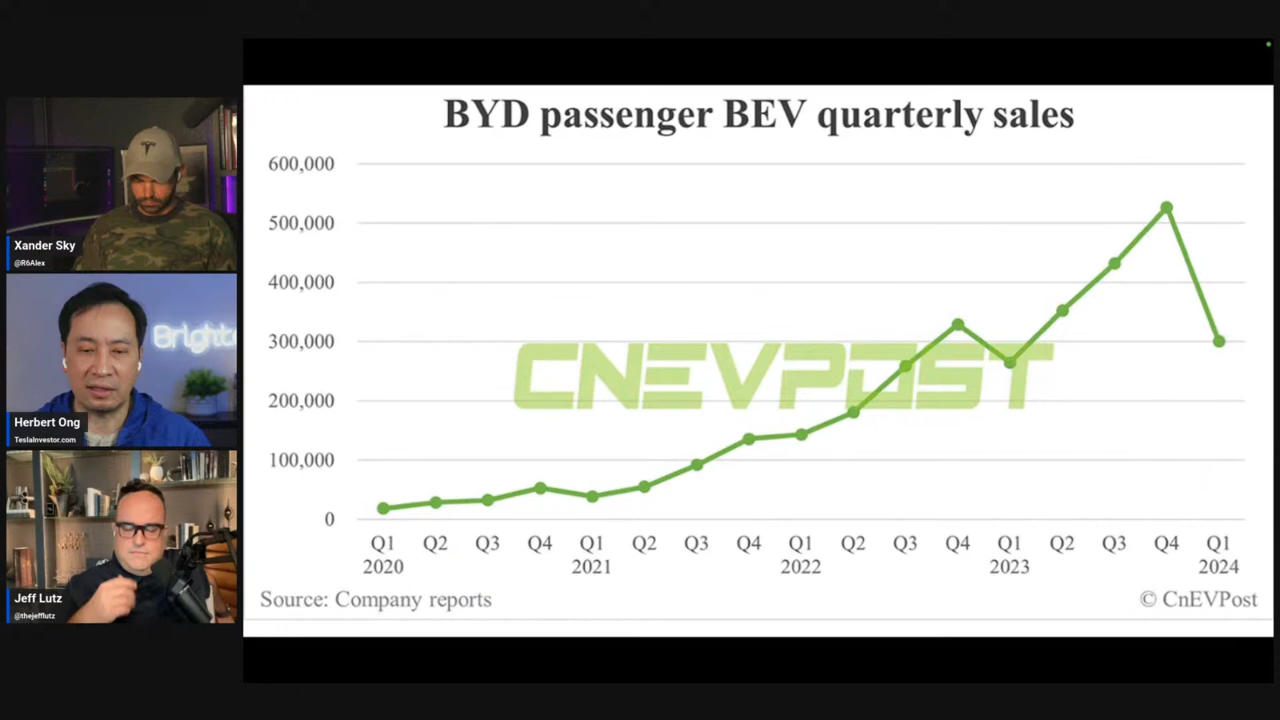 Xander Sky
@R6Alex
Brighte
Herbert Ong
TeslaInvestor.com
Jeff Lutz
@thejefflutz
BYD passenger BEV quarterly sales
600,000
500,000
400,000
300,000
200,000
100,000
0
CNEVPOST
Q1 Q2 Q3 Q4 Q1 Q2 Q3 Q4 Q1 Q2 Q3 Q4 Q1 Q2 Q3 Q4 Q1
2020 2021 2022 2023 2024
Source: Company reports
© CnEVPost